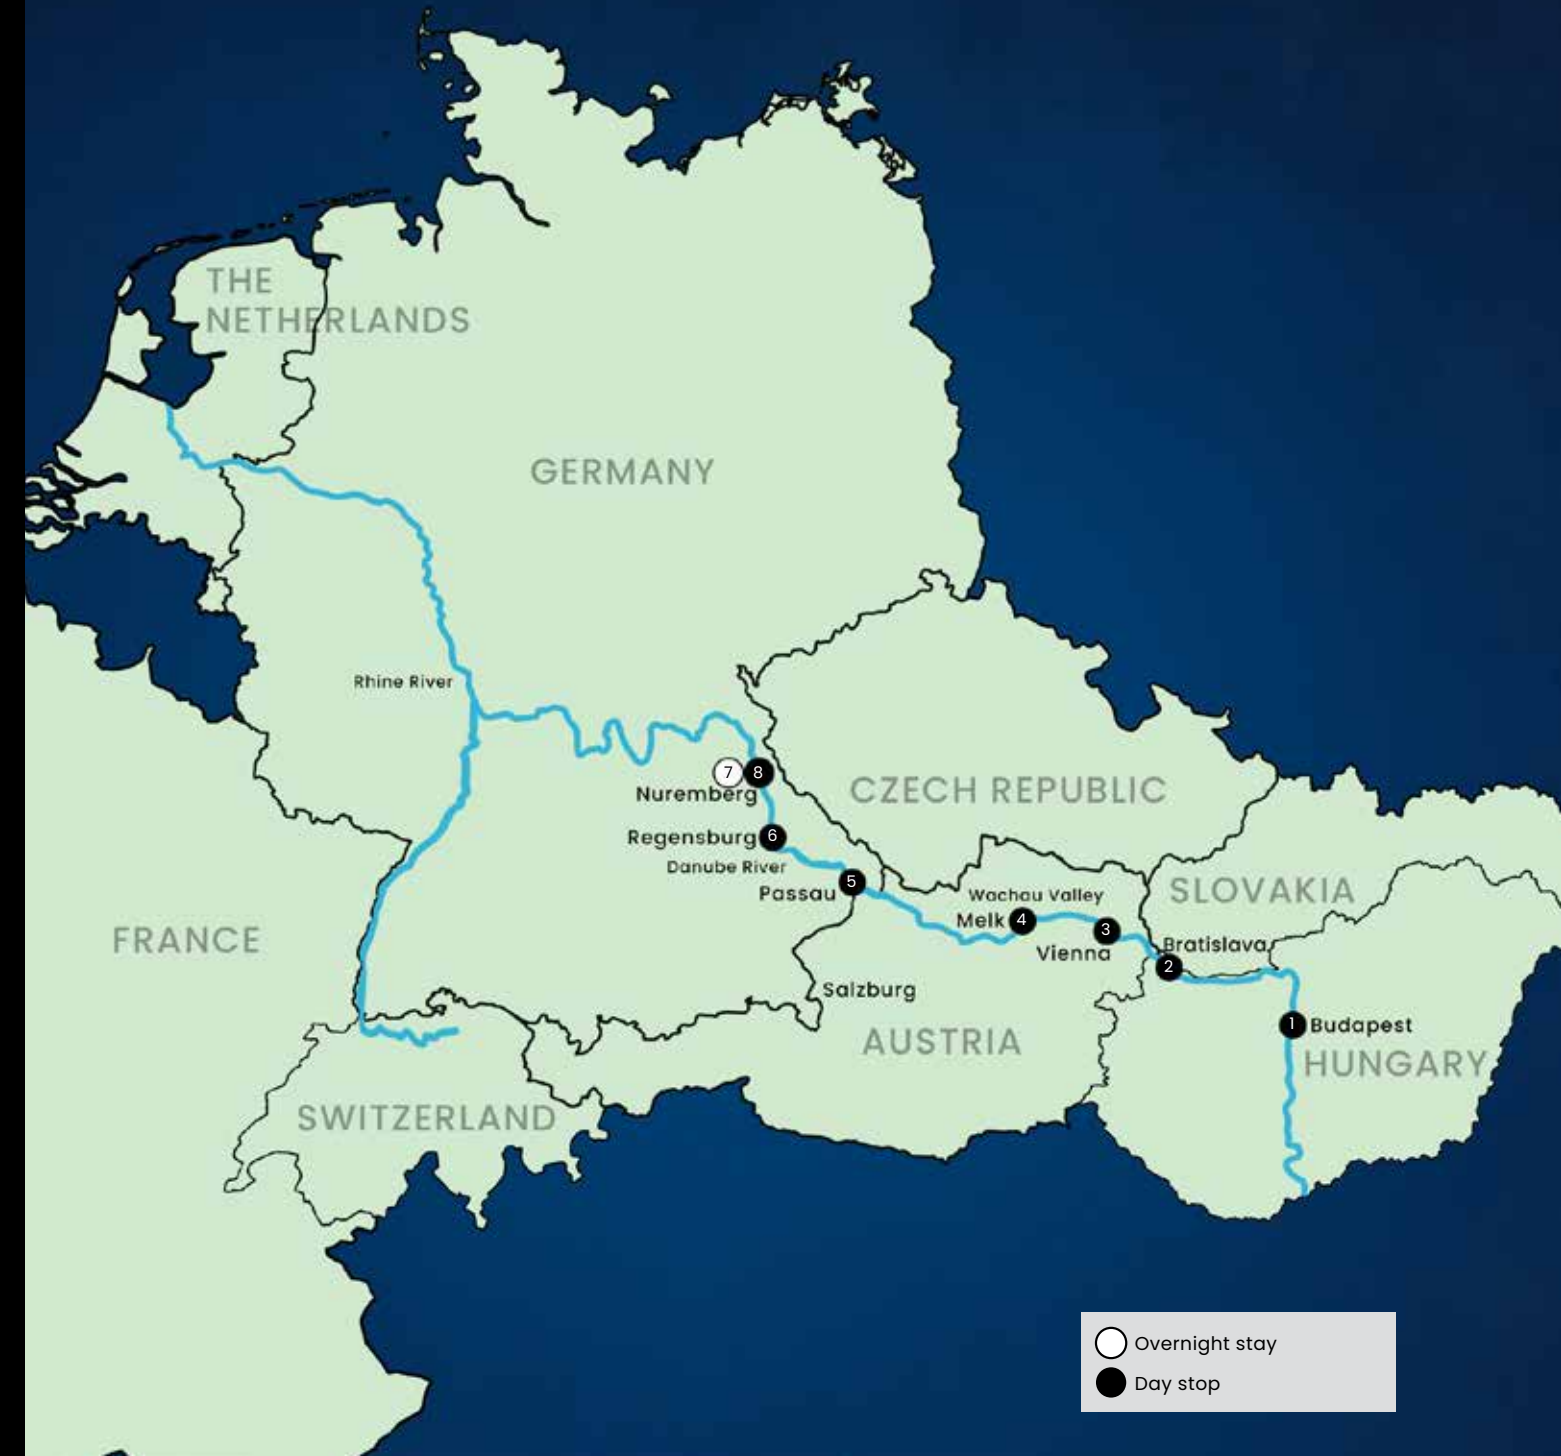 THE
NETHERLANDS
GERMANY
Rhine River
7 8
Nuremberg
CZECH REPUBLIC
Regensburg 6
Danube River
Passau 5
Wachau Valley
SLOVAKIA
Melk 4
3
Vienna
Bratislava
2
FRANCE
Salzburg
AUSTRIA
1 Budapest
HUNGARY
SWITZERLAND
Overnight stay
Day stop